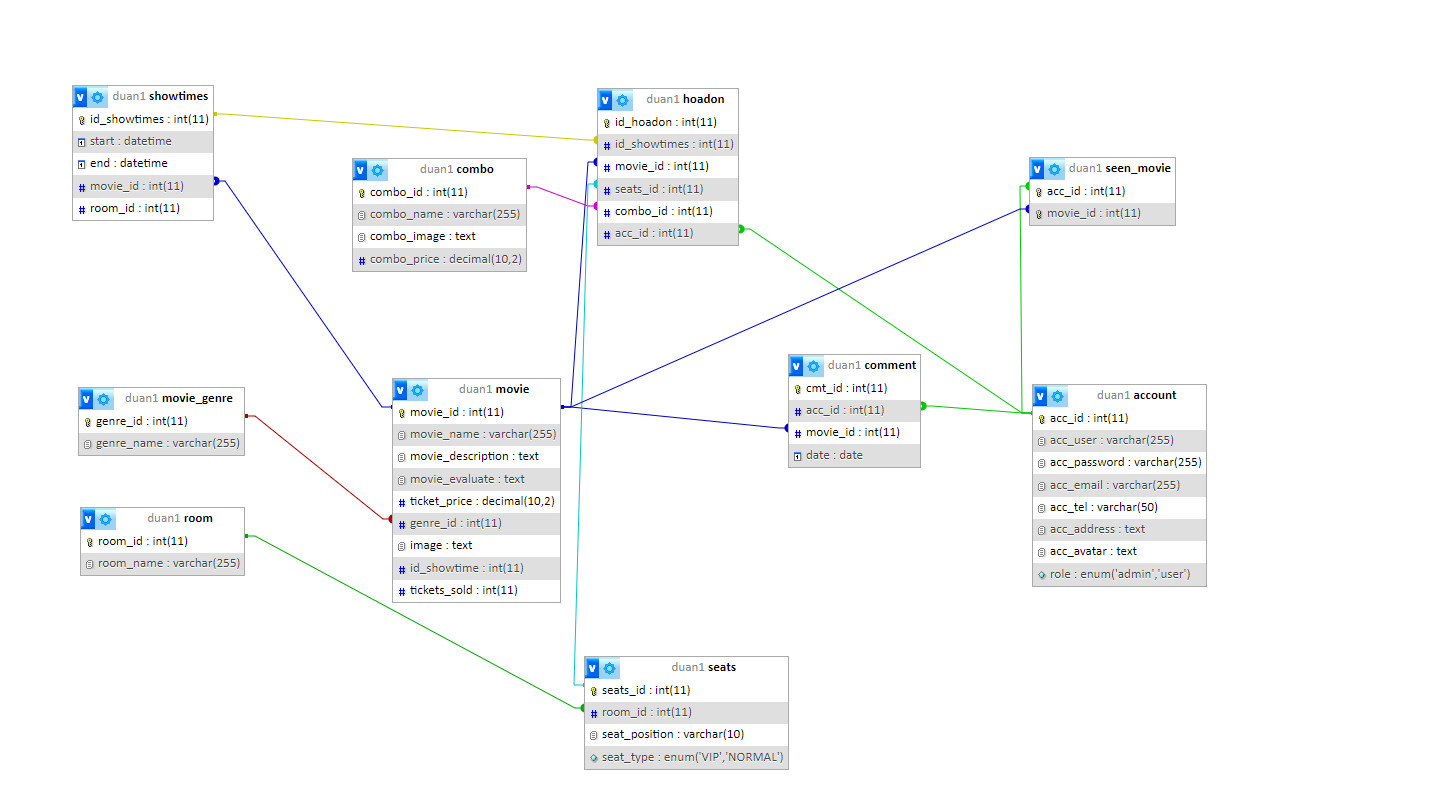 duan1 showtimes
id_showtimes : int(11)
start : datetime
end : datetime
movie_id : int(11)
room_id : int(11)
duan1 combo
combo_id : int(11)
combo_name : varchar(255)
combo_image : text
combo_price : decimal(10,2)
duan1 hoadon
id_hoadon : int(11)
id_showtimes : int(11)
movie_id : int(11)
seats_id : int(11)
combo_id : int(11)
acc_id : int(11)
duan1 seen_movie
acc_id : int(11)
movie_id : int(11)
duan1 movie_genre
genre_id : int(11)
genre_name : varchar(255)
duan1 room
room_id : int(11)
room_name : varchar(255)
duan1 movie
movie_id : int(11)
movie_name : varchar(255)
movie_description : text
movie_evaluate : text
ticket_price : decimal(10,2)
genre_id : int(11)
image : text
id_showtime : int(11)
tickets_sold : int(11)
duan1 comment
cmt_id : int(11)
acc_id : int(11)
movie_id : int(11)
date : date
duan1 account
acc_id : int(11)
acc_user : varchar(255)
acc_password : varchar(255)
acc_email : varchar(255)
acc_tel : varchar(50)
acc_address : text
acc_avatar : text
role : enum('admin','user')
duan1 seats
seats_id : int(11)
room_id : int(11)
seat_position : varchar(10)
seat_type : enum('VIP','NORMAL')